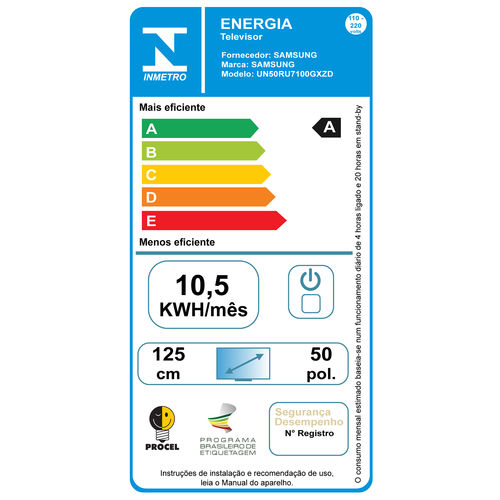 ENERGIA
Televisor
110 -
220
volts
Fornecedor: SAMSUNG
Marca: SAMSUNG
Modelo: UN50RU7100GXZD
INMETRO
Mais eficiente
A
A
B
C
D
E
Menos eficiente
10,5
KWH/mês
125
cm
50
pol.
PROCEL
PROGRAMA
BRASILEIRO DE
ETIQUETAGEM
Segurança
Desempenho
N° Registro
Instruções de instalação e recomendação de uso,
leia o Manual do aparelho.
O consumo mensal estimado baseia-se num funcionamento diário de 4 horas ligado e 20 horas em stand-by